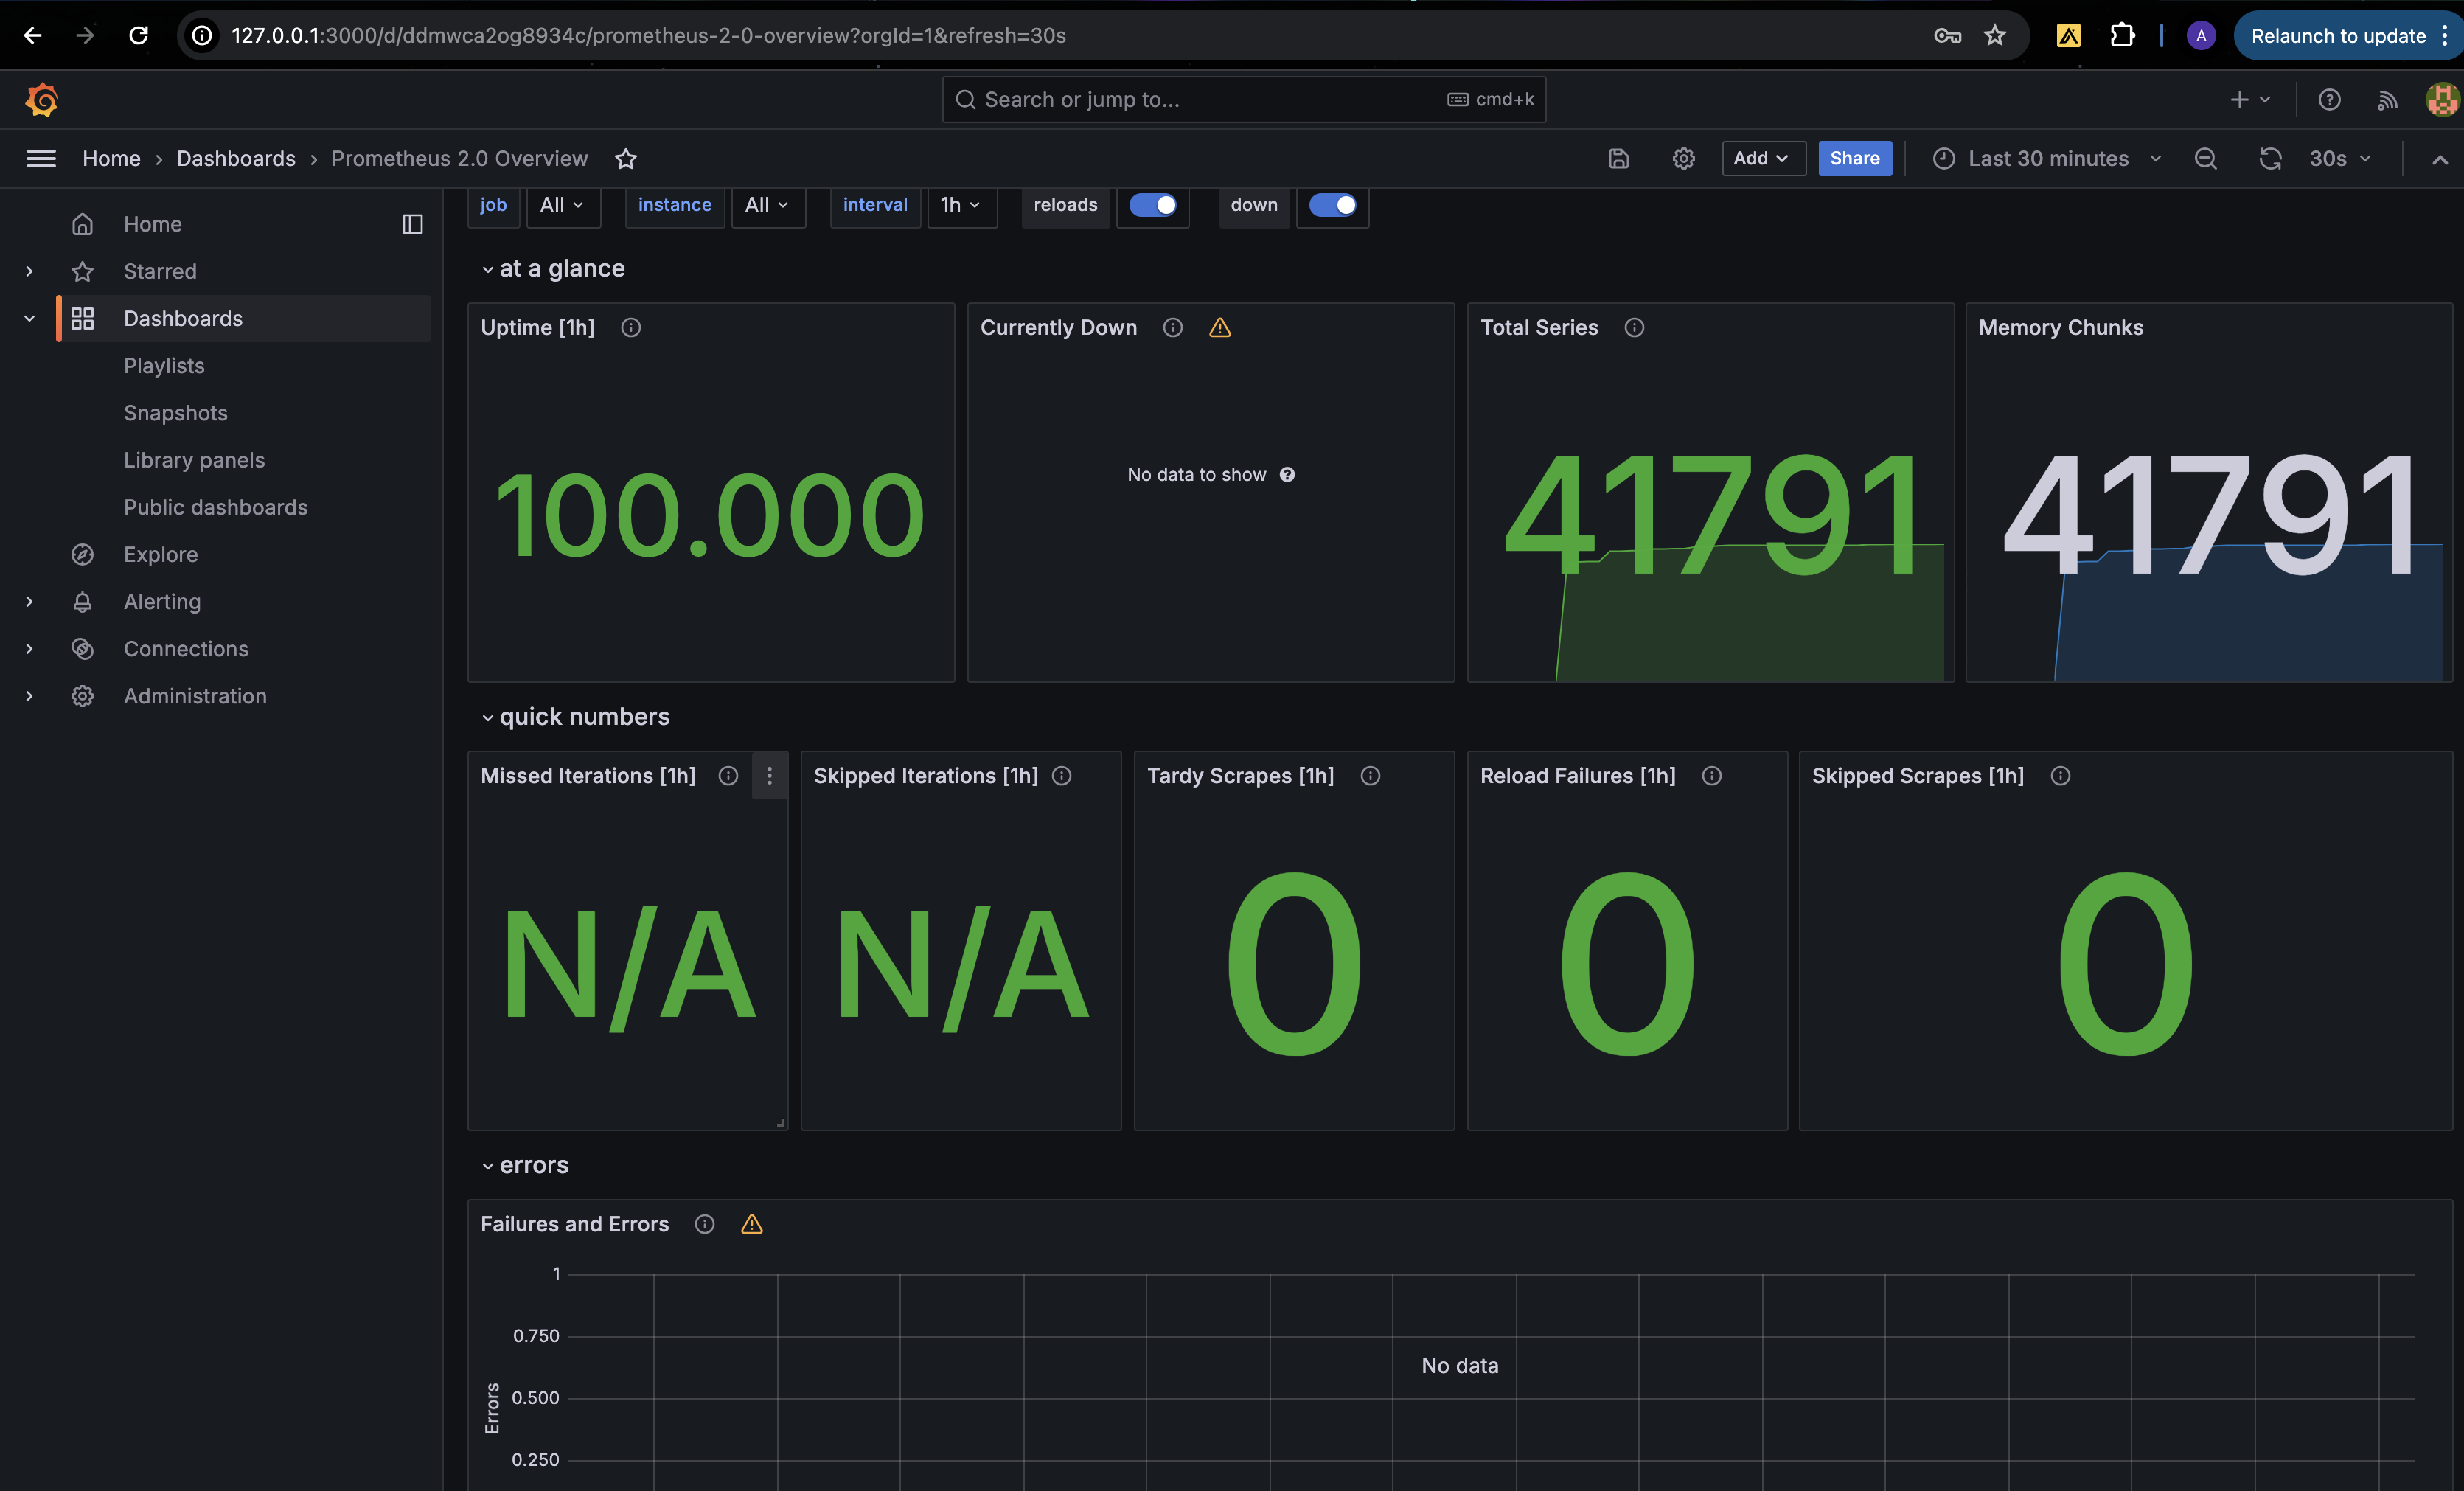 127.0.0.1:3000/d/ddmwca2og8934c/prometheus-2-0-overview?orgId=1&refresh=30s
A
Relaunch to update
Search or jump to...
cmd+k
Home › Dashboards › Prometheus 2.0 Overview
Add
Share
Last 30 minutes
30s
Home
Starred
Dashboards
Playlists
Snapshots
Library panels
Public dashboards
Explore
Alerting
Connections
Administration
job All instance All interval 1h reloads down
at a glance
Uptime [1h]
100.000
Currently Down
No data to show
Total Series
41791
Memory Chunks
41791
quick numbers
Missed Iterations [1h]
N/A
Skipped Iterations [1h]
N/A
Tardy Scrapes [1h]
0
Reload Failures [1h]
0
Skipped Scrapes [1h]
0
errors
Failures and Errors
1
0.750
0.500
0.250
Errors
No data